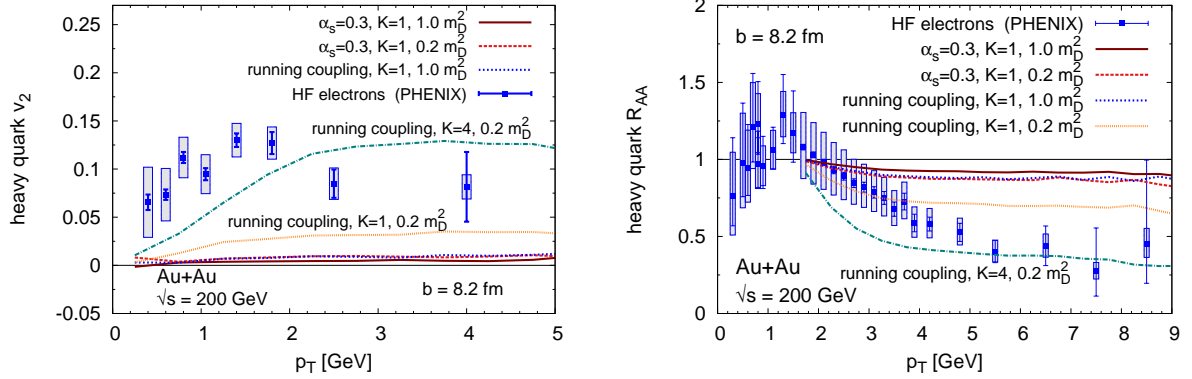 heavy quark v2
0.25
0.2
0.15
0.1
0.05
0
-0.05
αs=0.3, K=1, 1.0 m²D
αs=0.3, K=1, 0.2 m²D
running coupling, K=1, 1.0 m²D
HF electrons (PHENIX)
running coupling, K=4, 0.2 m²D
running coupling, K=1, 0.2 m²D
Au+Au
√s = 200 GeV
b = 8.2 fm
0 1 2 3 4 5
pT [GeV]
heavy quark RAA
2
1.5
1
0.5
0
b = 8.2 fm
HF electrons (PHENIX)
αs=0.3, K=1, 1.0 m²D
αs=0.3, K=1, 0.2 m²D
running coupling, K=1, 1.0 m²D
running coupling, K=1, 0.2 m²D
Au+Au
√s = 200 GeV
running coupling, K=4, 0.2 m²D
0 1 2 3 4 5 6 7 8 9
pT [GeV]